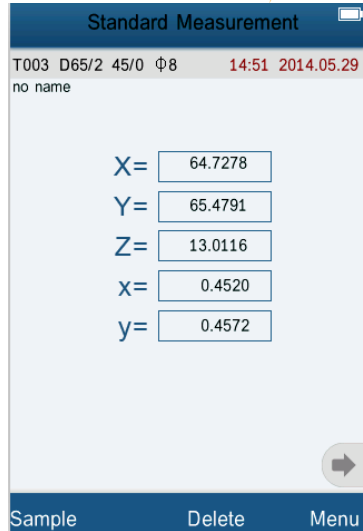 Standard Measurement
T003 D65/2 45/0 Φ8 14:51 2014.05.29
no name
X= 64.7278
Y= 65.4791
Z= 13.0116
x= 0.4520
y= 0.4572
Sample Delete Menu